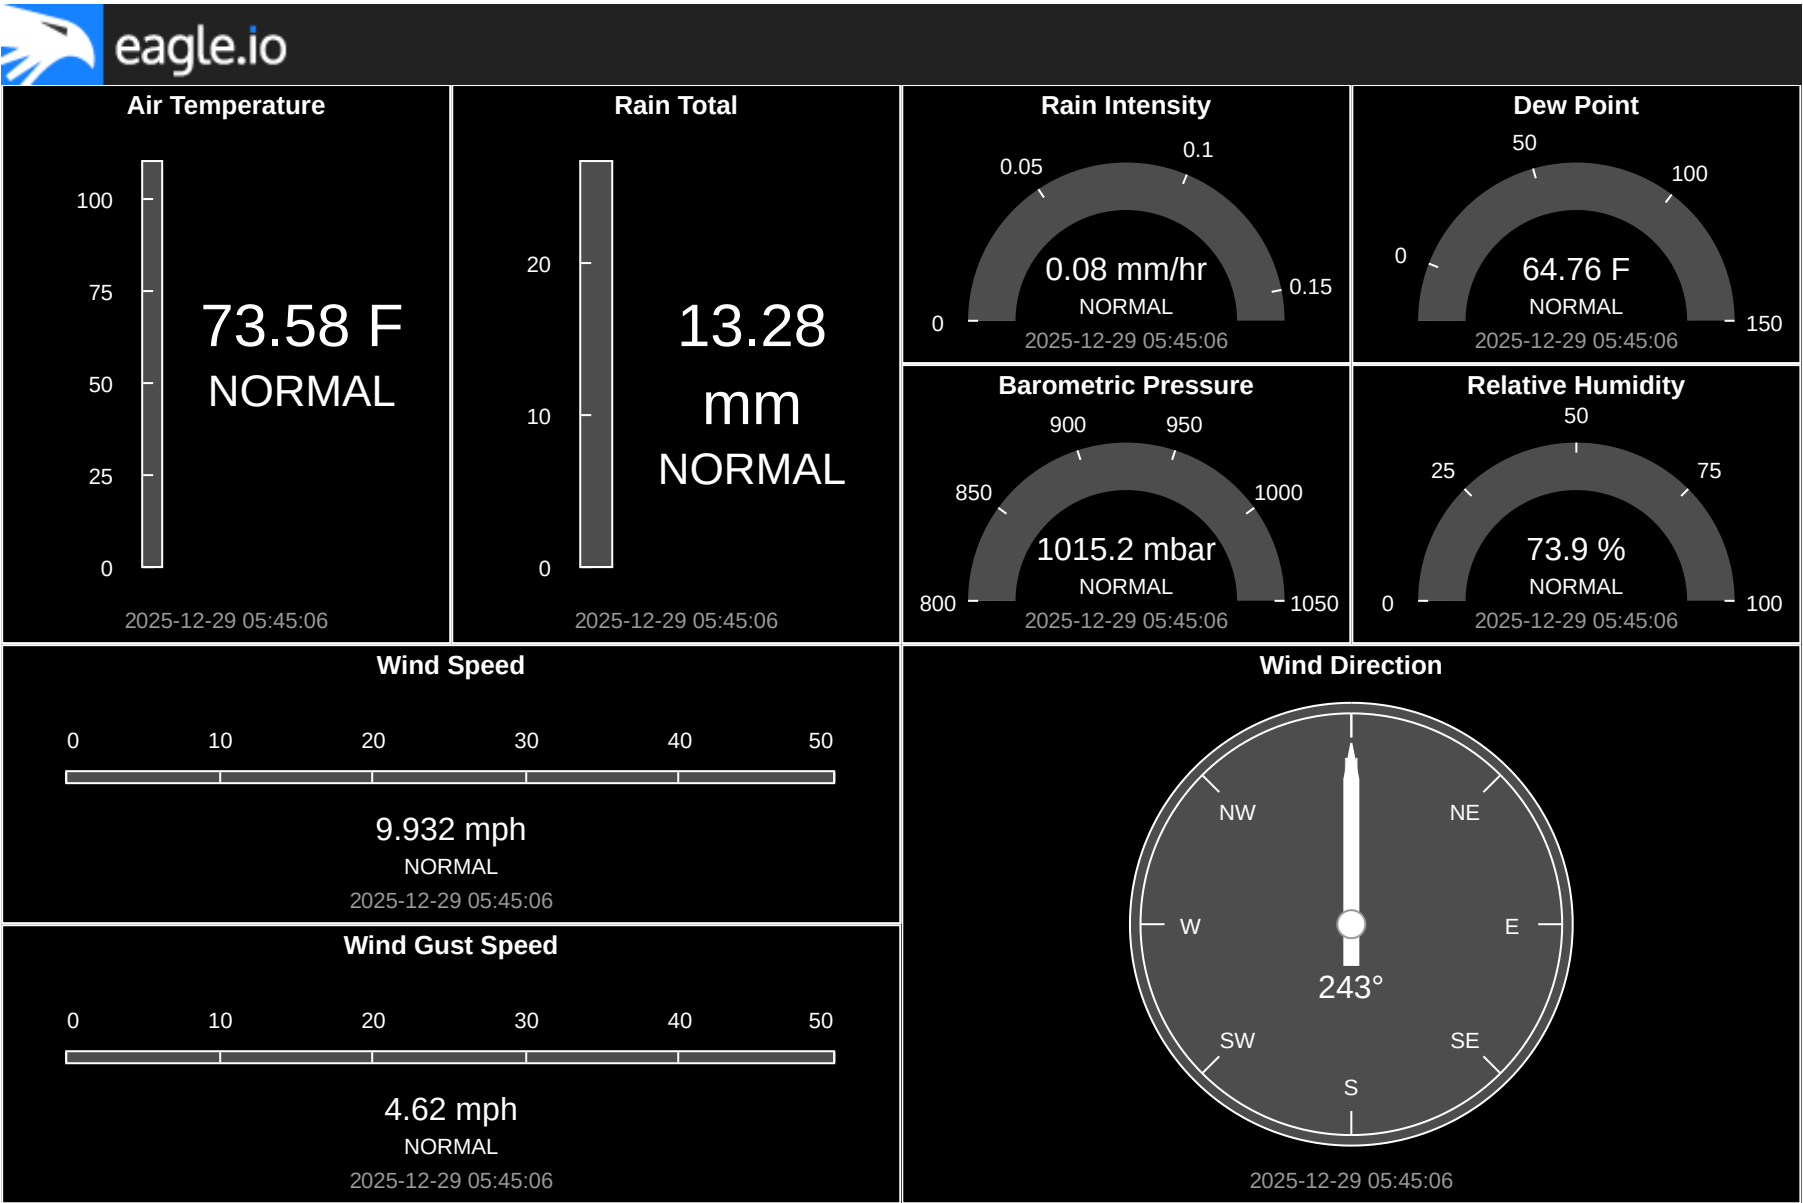 eagle.io
Air Temperature
100
75
50
25
0
73.58 F
NORMAL
2025-12-29 05:45:06
Rain Total
20
10
0
13.28
mm
NORMAL
2025-12-29 05:45:06
Rain Intensity
0
0.05
0.1
0.15
0.08 mm/hr
NORMAL
2025-12-29 05:45:06
Dew Point
0
50
100
150
64.76 F
NORMAL
2025-12-29 05:45:06
Barometric Pressure
800
850
900
950
1000
1050
1015.2 mbar
NORMAL
2025-12-29 05:45:06
Relative Humidity
0
25
50
75
100
73.9 %
NORMAL
2025-12-29 05:45:06
Wind Speed
0 10 20 30 40 50
9.932 mph
NORMAL
2025-12-29 05:45:06
Wind Gust Speed
0 10 20 30 40 50
4.62 mph
NORMAL
2025-12-29 05:45:06
Wind Direction
NW NE
W E
243°
SW SE
S
2025-12-29 05:45:06